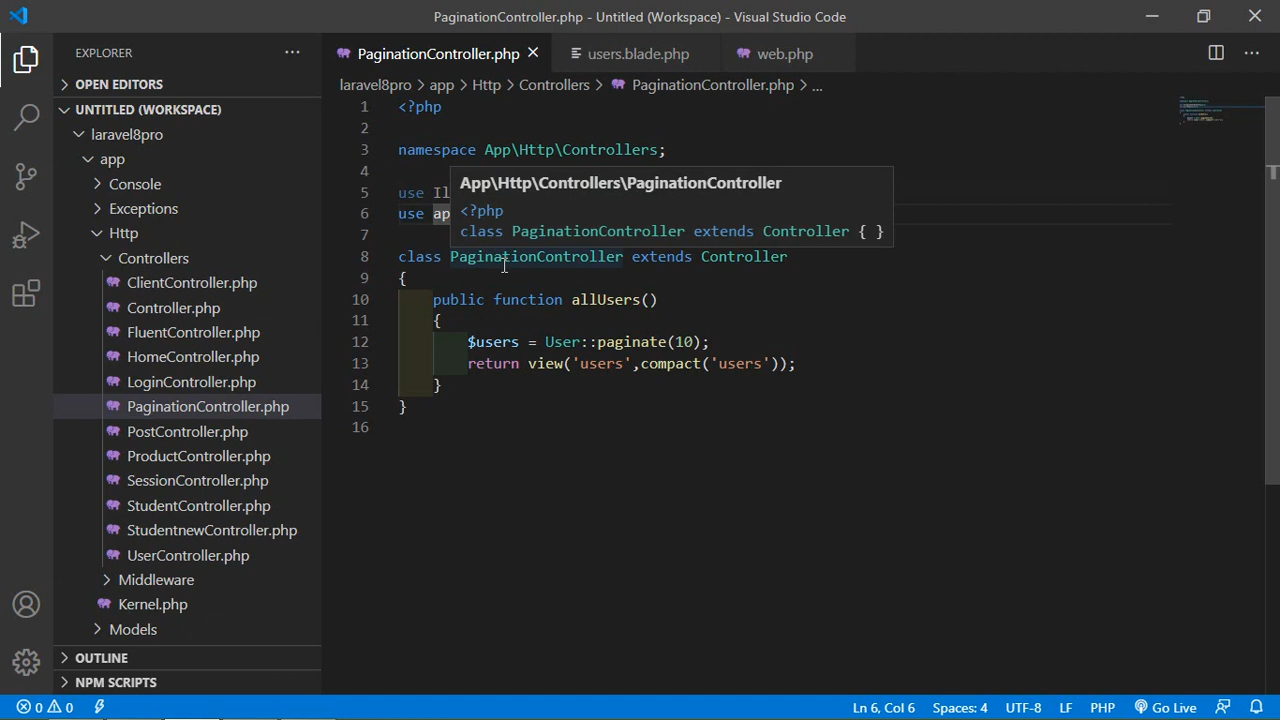 PaginationController.php - Untitled (Workspace) - Visual Studio Code
EXPLORER
OPEN EDITORS
UNTITLED (WORKSPACE)
laravel8pro
app
Console
Exceptions
Http
Controllers
ClientController.php
Controller.php
FluentController.php
HomeController.php
LoginController.php
PaginationController.php
PostController.php
ProductController.php
SessionController.php
StudentController.php
StudentnewController.php
UserController.php
Middleware
Kernel.php
Models
OUTLINE
NPM SCRIPTS
PaginationController.php users.blade.php web.php
laravel8pro > app > Http > Controllers > PaginationController.php > ...
1 <?php
2
3 namespace App\Http\Controllers;
4
5 use Il
6 use ap
7
App\Http\Controllers\PaginationController
<?php
class PaginationController extends Controller { }
8 class PaginationController extends Controller
9 {
10 public function allUsers()
11 {
12 $users = User::paginate(10);
13 return view('users',compact('users'));
14 }
15 }
16
0 0 Ln 6, Col 6 Spaces: 4 UTF-8 LF PHP Go Live